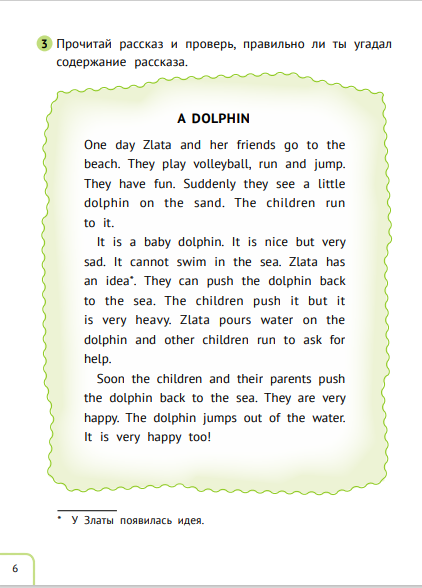 3 Прочитай рассказ и проверь, правильно ли ты угадал
содержание рассказа.
A DOLPHIN
One day Zlata and her friends go to the
beach. They play volleyball, run and jump.
They have fun. Suddenly they see a little
dolphin on the sand. The children run
to it.
It is a baby dolphin. It is nice but very
sad. It cannot swim in the sea. Zlata has
an idea*. They can push the dolphin back
to the sea. The children push it but it
is very heavy. Zlata pours water on the
dolphin and other children run to ask for
help.
Soon the children and their parents push
the dolphin back to the sea. They are very
happy. The dolphin jumps out of the water.
It is very happy too!
* У Златы появилась идея.
6